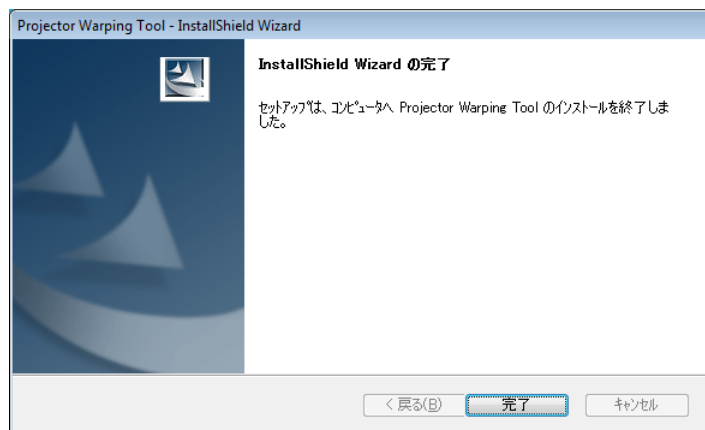 Projector Warping Tool - InstallShield Wizard
InstallShield Wizard の完了
セットアップは、コンピュータへ Projector Warping Tool のインストールを終了しま
した。
< 戻る(B) 完了 キャンセル